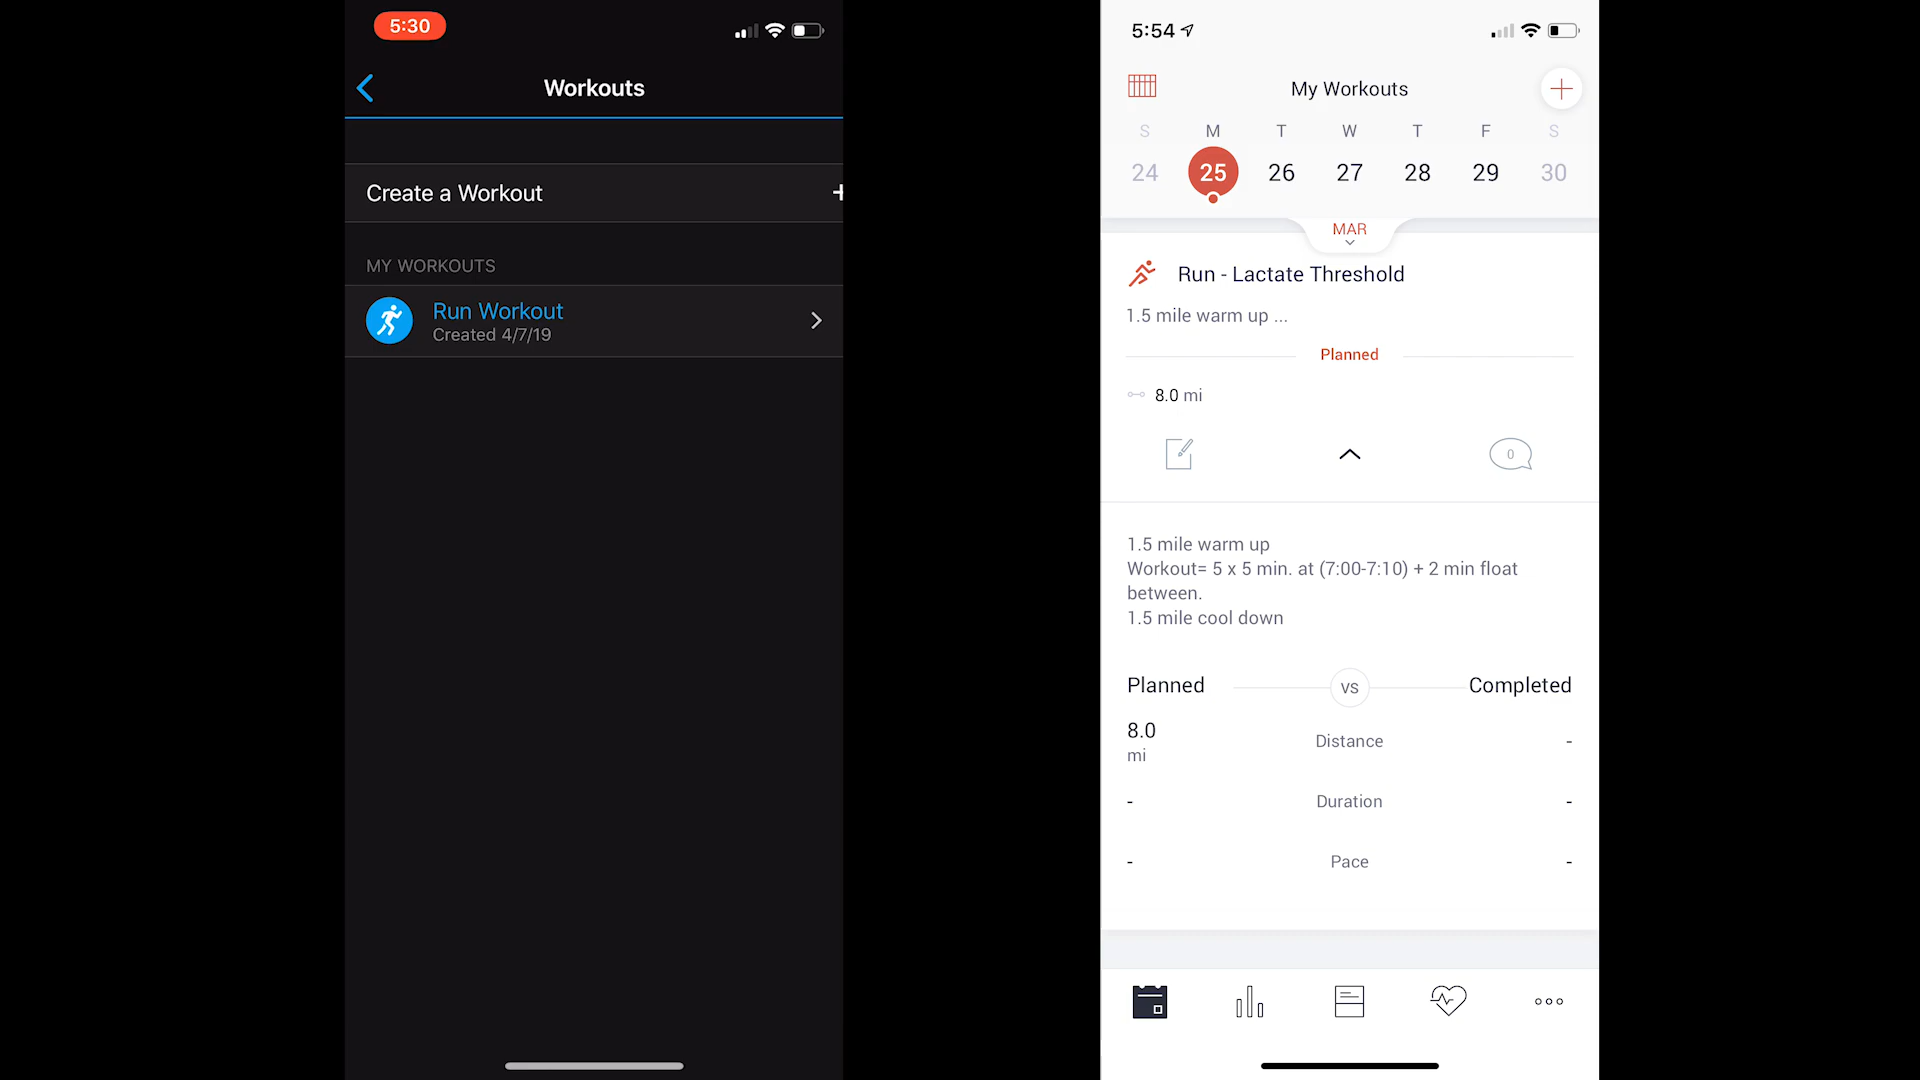 5:30
Workouts
Create a Workout
MY WORKOUTS
Run Workout
Created 4/7/19
5:54
My Workouts
S M T W T F S
24 25 26 27 28 29 30
MAR
Run - Lactate Threshold
1.5 mile warm up ...
Planned
8.0 mi
0
1.5 mile warm up
Workout= 5 x 5 min. at (7:00-7:10) + 2 min float
between.
1.5 mile cool down
Planned VS Completed
8.0
mi
Distance -
- Duration -
- Pace -